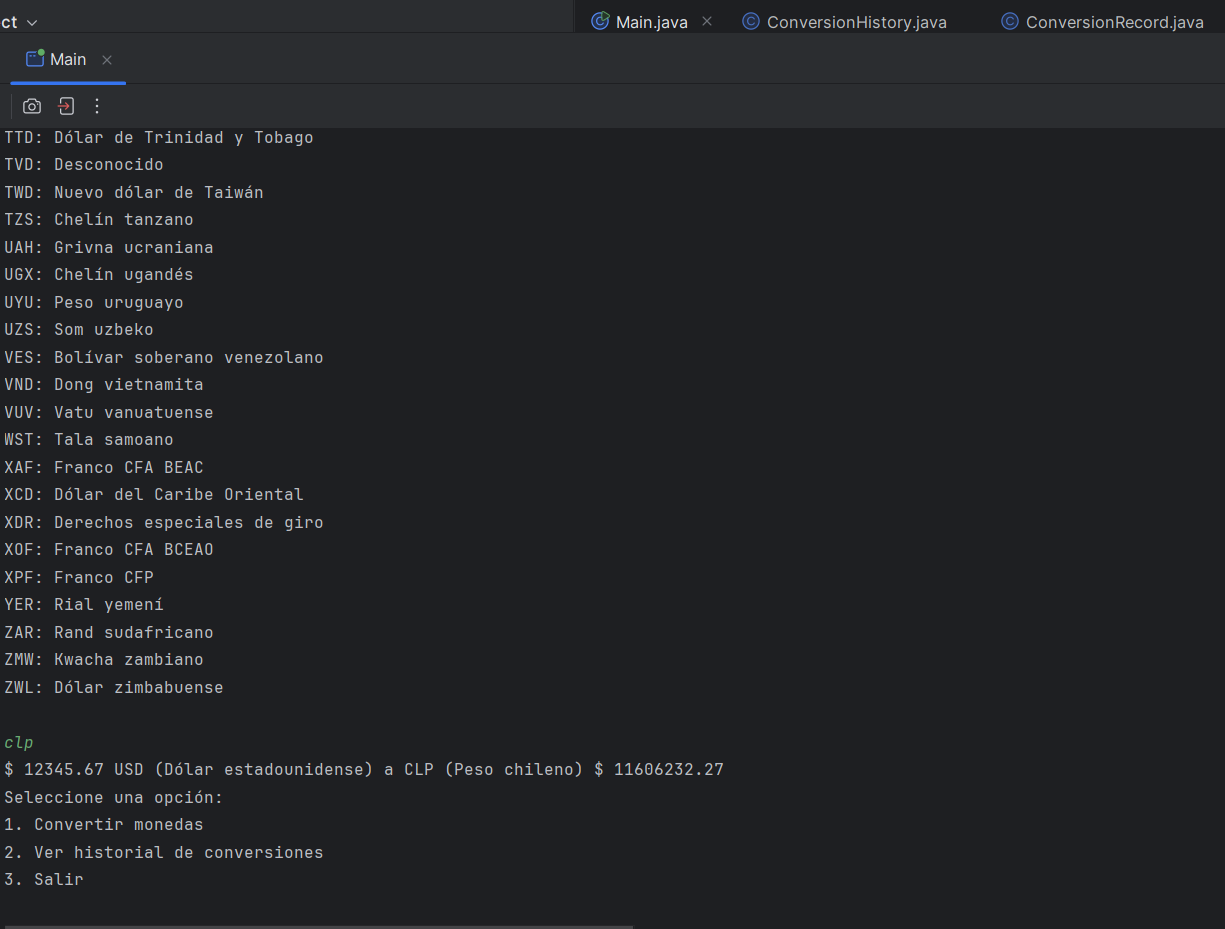 ct
Main.java
ConversionHistory.java
ConversionRecord.java
Main
TTD: Dólar de Trinidad y Tobago
TVD: Desconocido
TWD: Nuevo dólar de Taiwán
TZS: Chelín tanzano
UAH: Grivna ucraniana
UGX: Chelín ugandés
UYU: Peso uruguayo
UZS: Som uzbeko
VES: Bolívar soberano venezolano
VND: Dong vietnamita
VUV: Vatu vanuatuense
WST: Tala samoano
XAF: Franco CFA BEAC
XCD: Dólar del Caribe Oriental
XDR: Derechos especiales de giro
XOF: Franco CFA BCEAO
XPF: Franco CFP
YER: Rial yemení
ZAR: Rand sudafricano
ZMW: Kwacha zambiano
ZWL: Dólar zimbabuense
clp
$ 12345.67 USD (Dólar estadounidense) a CLP (Peso chileno) $ 11606232.27
Seleccione una opción:
1. Convertir monedas
2. Ver historial de conversiones
3. Salir